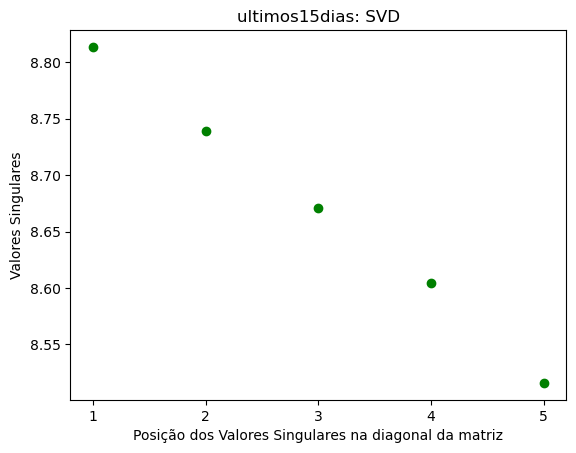 ultimos15dias: SVD
Valores Singulares
8.80
8.75
8.70
8.65
8.60
8.55
1 2 3 4 5
Posição dos Valores Singulares na diagonal da matriz